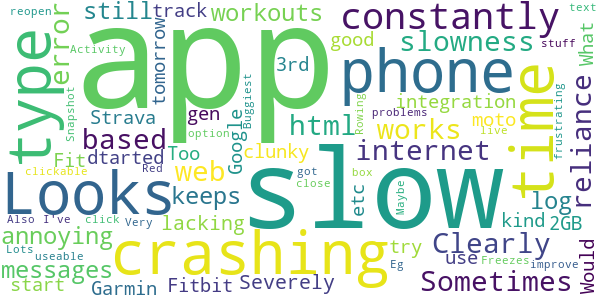 reopen
still
track
workouts
constantly
text
type
error
Activity
app
3rd
good
slowness
stuff
What
tomorrow
phone
Snapshot
Strava
gen
Google
Buggiest
html
integration
moto
time
frustrating
reliance
based
dtarted
Too
option
Rowing
problems
works
live
Fit
clunky
internet
clickable
web
Red
got
close
box
Looks
keeps
slow
etc
Maybe
log
Also
I've
click
Very
lacking
kind
2GB
annoying
Lots
useable
crashing
try
Clearly
messages
Eg
use
Freezes
improve
Would
start
Garmin
Fitbit
Severely
Sometimes